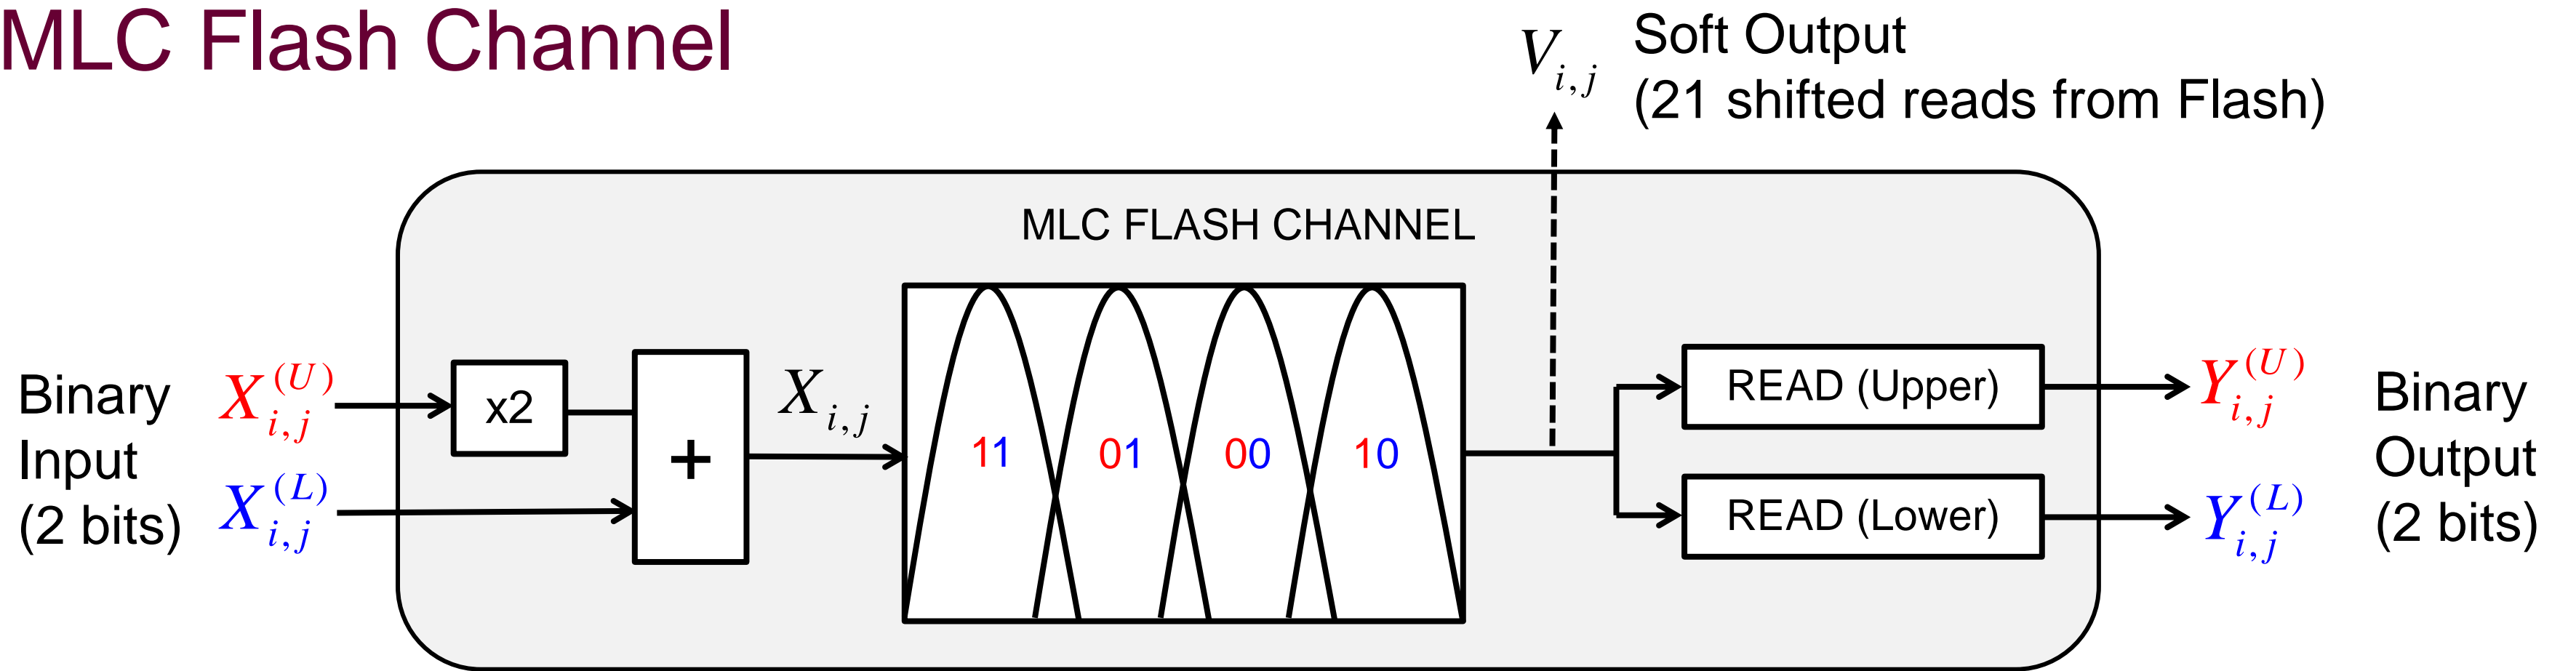 MLC Flash Channel
V_{i,j}
Soft Output
(21 shifted reads from Flash)
MLC FLASH CHANNEL
Binary
Input
(2 bits)
X_{i,j}^{(U)}
X_{i,j}^{(L)}
x2
+
X_{i,j}
11 01 00 10
READ (Upper)
READ (Lower)
Y_{i,j}^{(U)}
Y_{i,j}^{(L)}
Binary
Output
(2 bits)